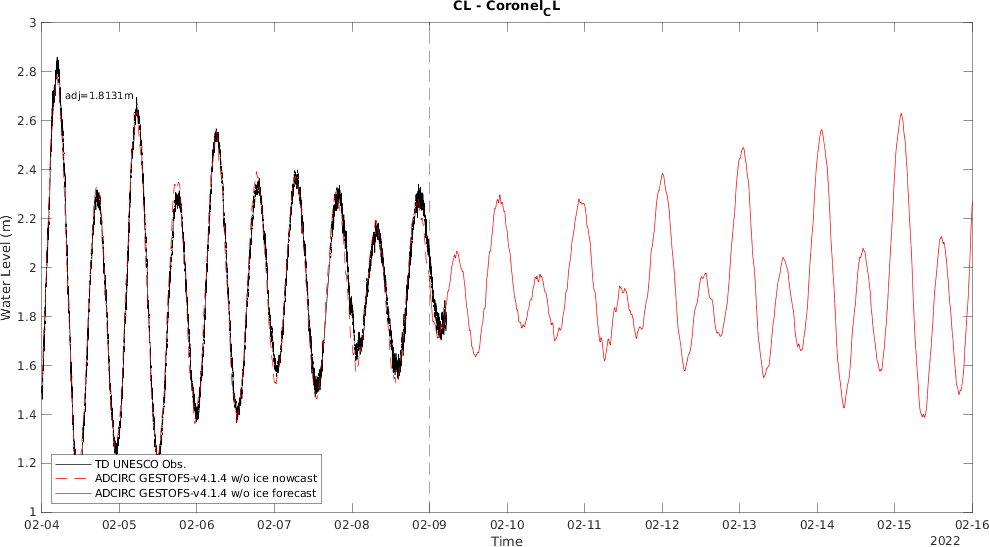 CL - Coronel_CL
3
2.8
2.6
2.4
2.2
2
1.8
1.6
1.4
1.2
1
Water Level (m)
adj=1.8131m
TD UNESCO Obs.
ADCIRC GESTOFS-v4.1.4 w/o ice nowcast
ADCIRC GESTOFS-v4.1.4 w/o ice forecast
02-04 02-05 02-06 02-07 02-08 02-09 02-10 02-11 02-12 02-13 02-14 02-15 02-16
Time
2022